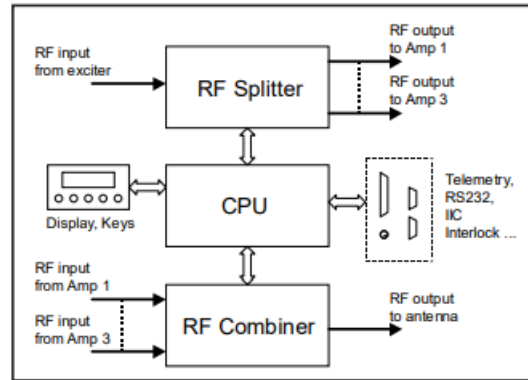 RF input
from exciter
RF Splitter
RF output
to Amp 1
RF output
to Amp 3
Display, Keys
CPU
Telemetry,
RS232,
IIC
Interlock ...
RF input
from Amp 1
RF input
from Amp 3
RF Combiner
RF output
to antenna